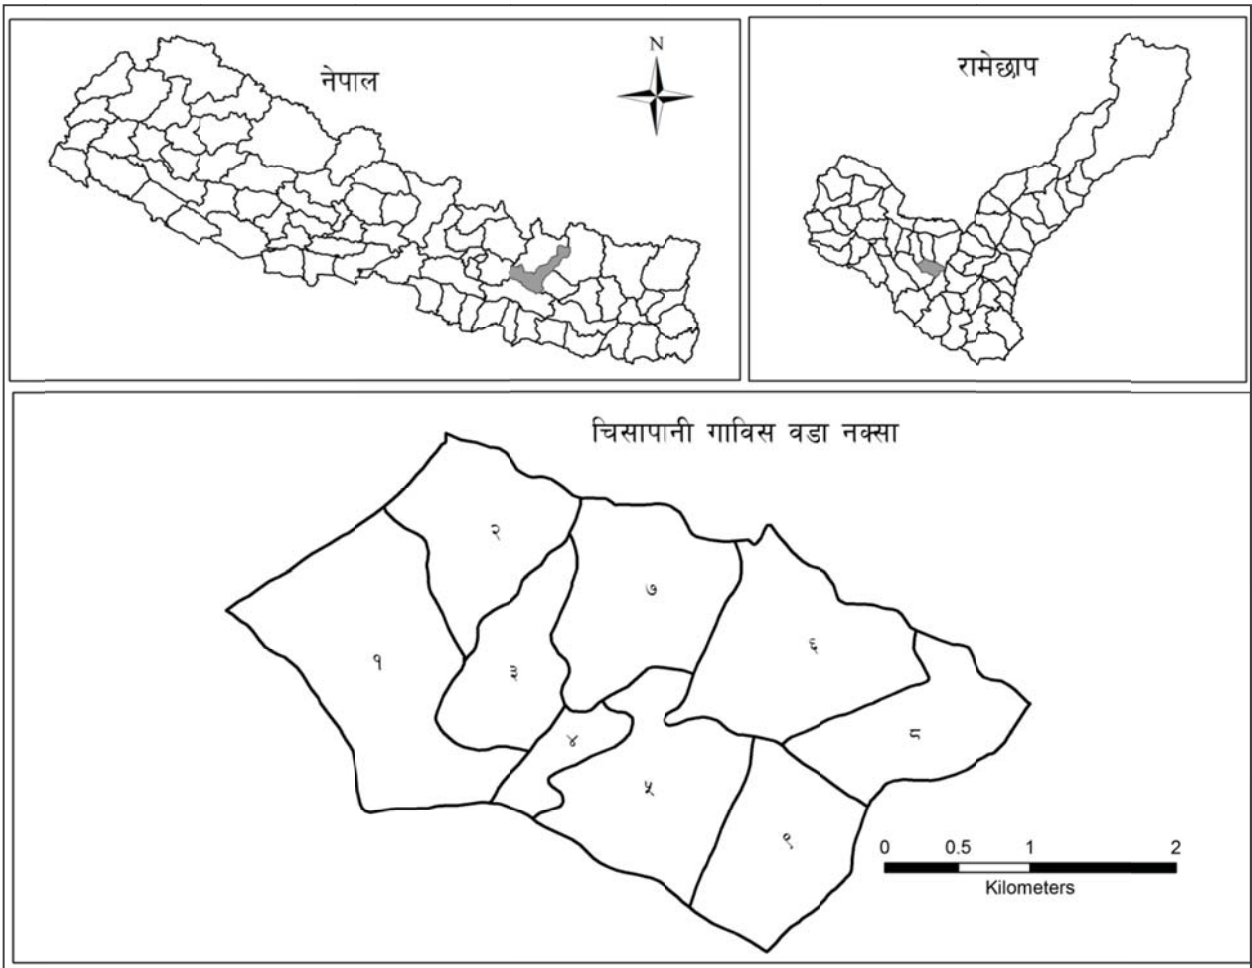 नेपाल
N
रामेछाप
चिसापानी गाविस वडा नक्सा
२
७
६
१
३
८
४
५
९
0 0.5 1 2
Kilometers